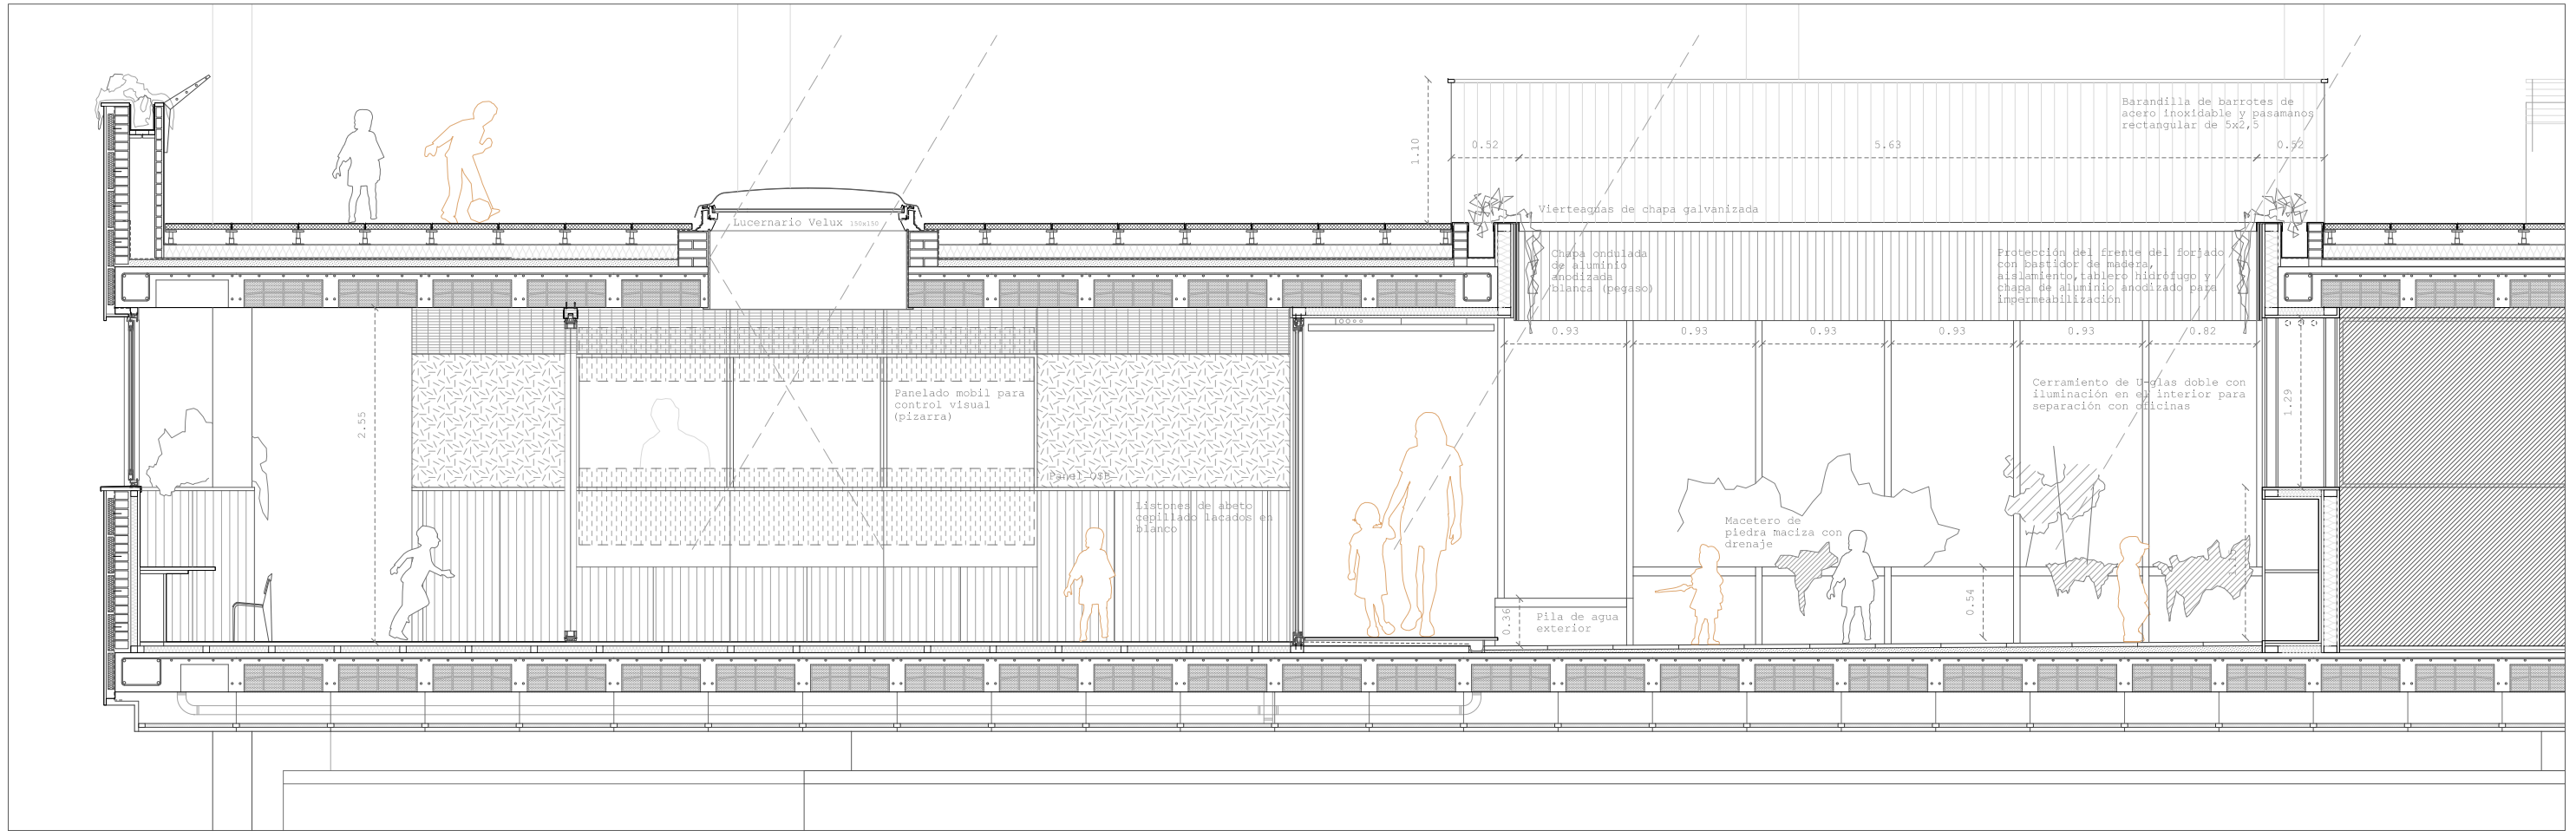 Barandilla de barrotes de
acero inoxidable y pasamanos
rectangular de 5x2,5
1.10
0.52
5.63
0.52
Lucernario Velux 150x150
Vierteaguas de chapa galvanizada
Chapa ondulada
de aluminio
anodizada
blanca (pegaso)
Protección del frente del forjado
con bastidor de madera,
aislamiento,tablero hidrófugo y
chapa de aluminio anodizado para
impermeabilización
0.93
0.93
0.93
0.93
0.93
0.82
2.55
Panelado mobil para
control visual
(pizarra)
Cerramiento de U-glas doble con
iluminación en el interior para
separación con oficinas
1.29
Panel OSB
Listones de abeto
cepillado lacados en
blanco
Macetero de
piedra maciza con
drenaje
0.36
Pila de agua
exterior
0.54